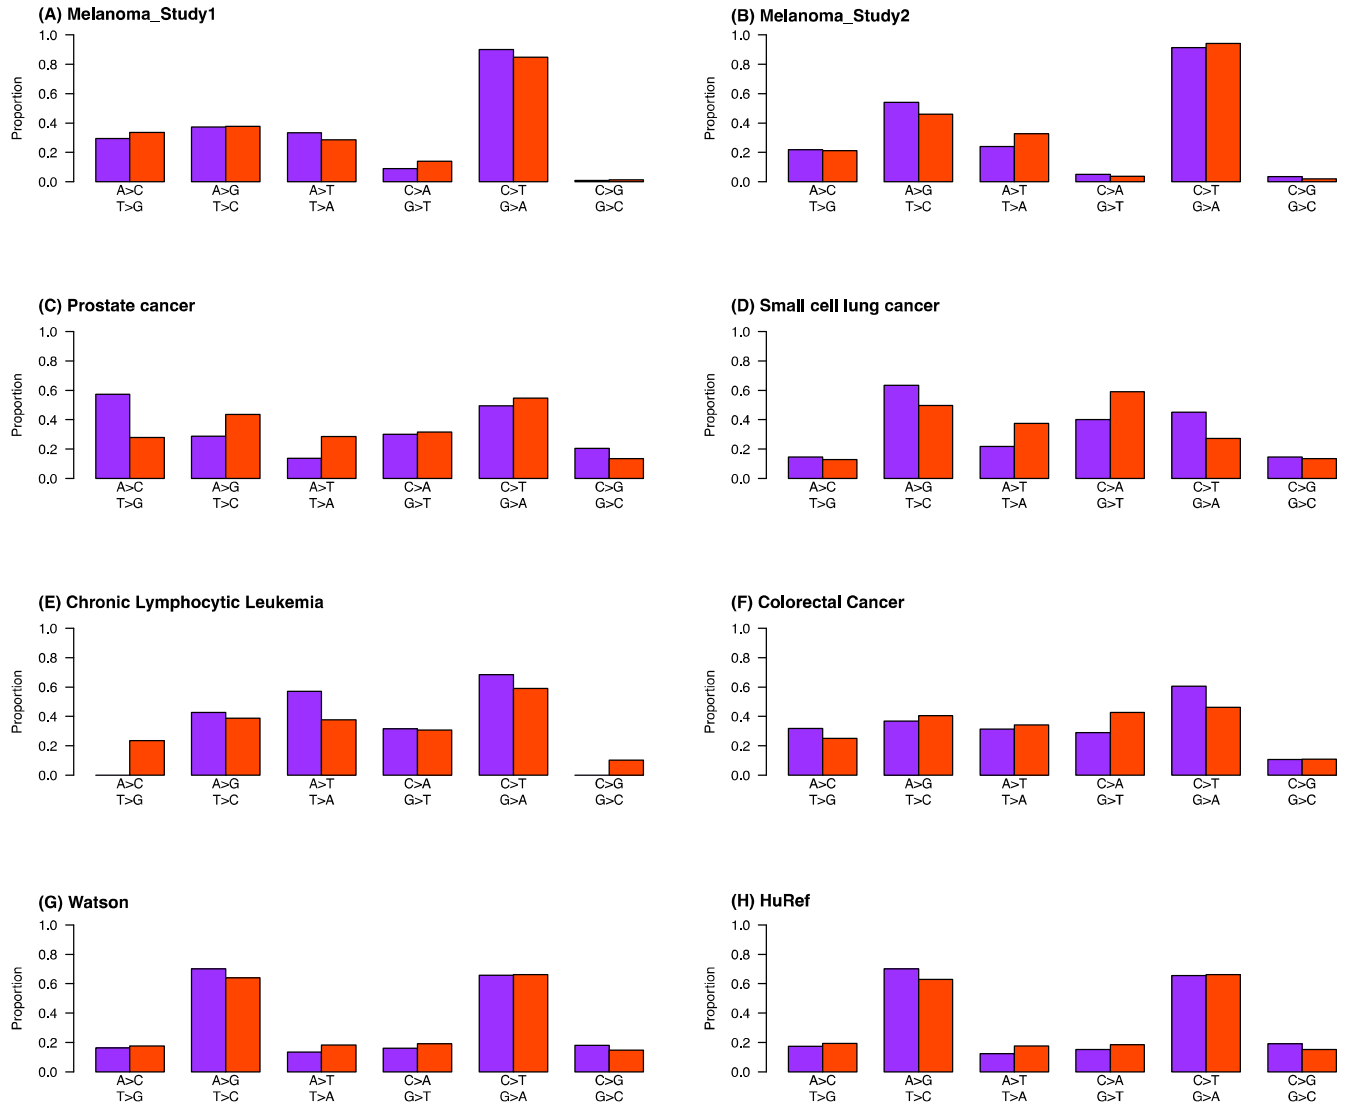 (A) Melanoma_Study1
Proportion
1.0
0.8
0.6
0.4
0.2
0.0
A>C A>G A>T C>A C>T C>G
T>G T>C T>A G>T G>A G>C
(B) Melanoma_Study2
Proportion
1.0
0.8
0.6
0.4
0.2
0.0
A>C A>G A>T C>A C>T C>G
T>G T>C T>A G>T G>A G>C
(C) Prostate cancer
Proportion
1.0
0.8
0.6
0.4
0.2
0.0
A>C A>G A>T C>A C>T C>G
T>G T>C T>A G>T G>A G>C
(D) Small cell lung cancer
Proportion
1.0
0.8
0.6
0.4
0.2
0.0
A>C A>G A>T C>A C>T C>G
T>G T>C T>A G>T G>A G>C
(E) Chronic Lymphocytic Leukemia
Proportion
1.0
0.8
0.6
0.4
0.2
0.0
A>C A>G A>T C>A C>T C>G
T>G T>C T>A G>T G>A G>C
(F) Colorectal Cancer
Proportion
1.0
0.8
0.6
0.4
0.2
0.0
A>C A>G A>T C>A C>T C>G
T>G T>C T>A G>T G>A G>C
(G) Watson
Proportion
1.0
0.8
0.6
0.4
0.2
0.0
A>C A>G A>T C>A C>T C>G
T>G T>C T>A G>T G>A G>C
(H) HuRef
Proportion
1.0
0.8
0.6
0.4
0.2
0.0
A>C A>G A>T C>A C>T C>G
T>G T>C T>A G>T G>A G>C